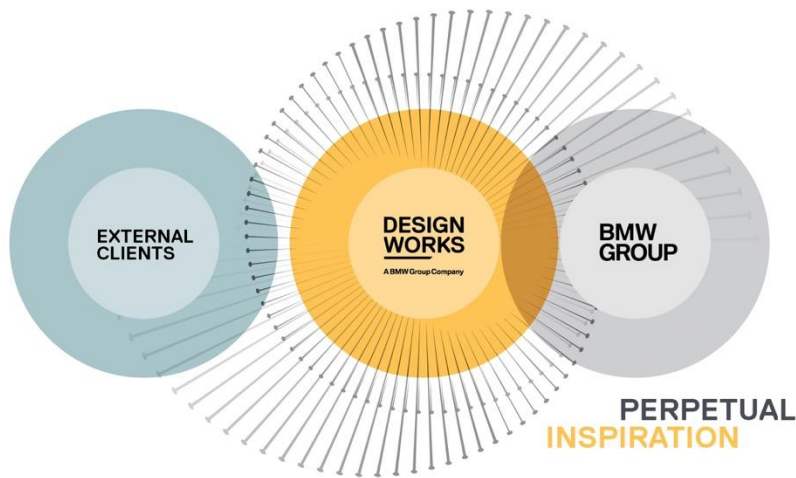 EXTERNAL
CLIENTS
DESIGN
WORKS
A BMW Group Company
BMW
GROUP
PERPETUAL
INSPIRATION